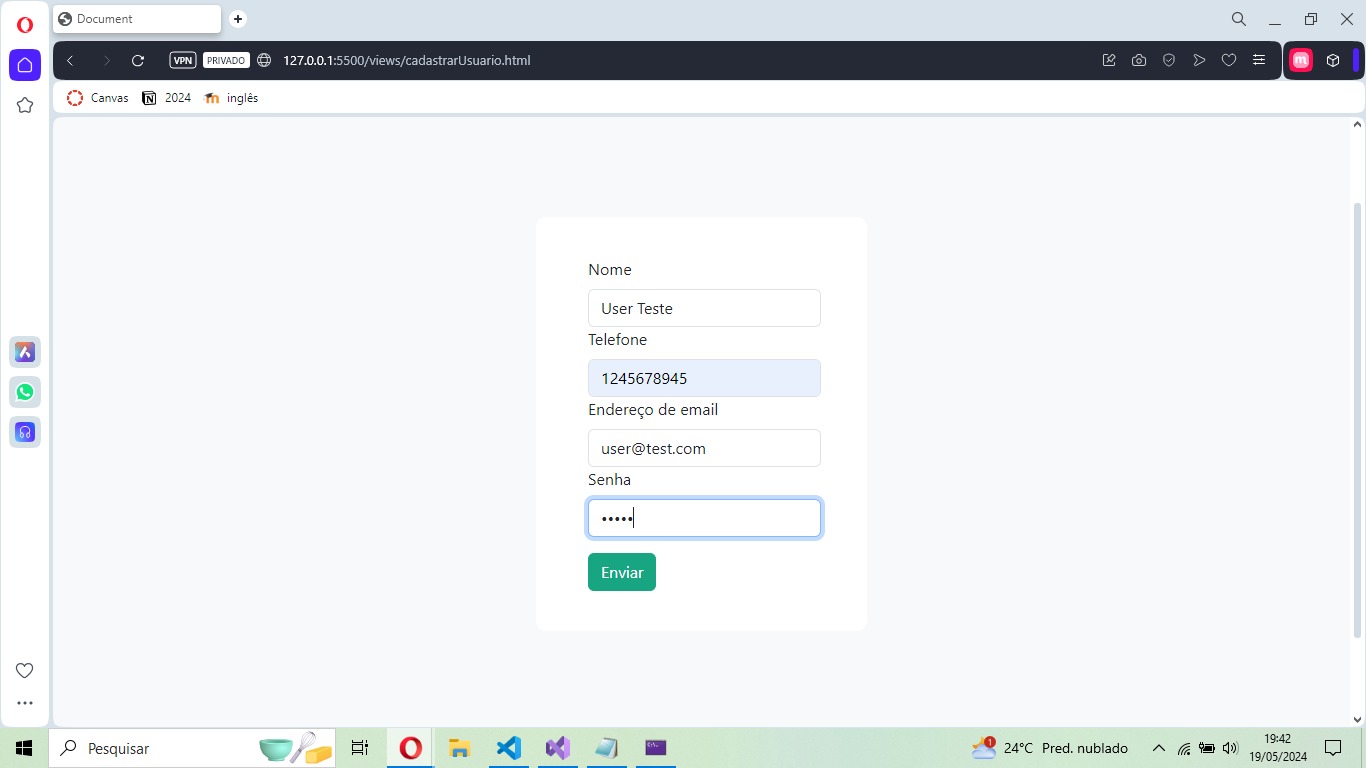 Document
VPN
PRIVADO
127.0.0.1:5500/views/cadastrarUsuario.html
Canvas
2024
inglês
Nome
User Teste
Telefone
1245678945
Endereço de email
user@test.com
Senha
•••••
Enviar
Pesquisar
1
24°C Pred. nublado
19:42
19/05/2024